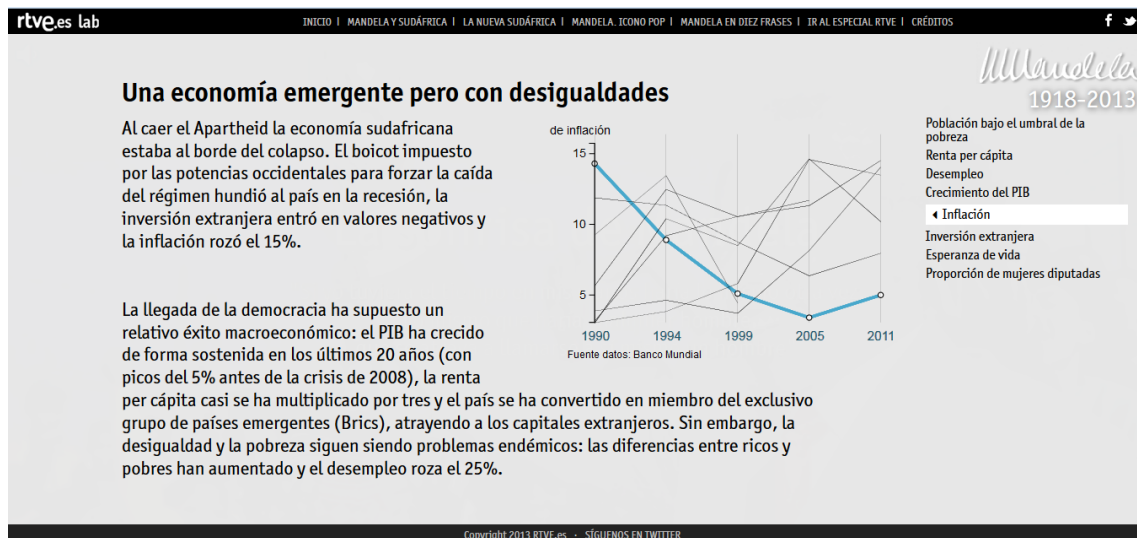 rtve.es lab
INICIO | MANDELA Y SUDÁFRICA | LA NUEVA SUDÁFRICA | MANDELA. ICONO POP | MANDELA EN DIEZ FRASES | IR AL ESPECIAL RTVE | CRÉDITOS
Mandela
1918-2013
Una economía emergente pero con desigualdades
Al caer el Apartheid la economía sudafricana
estaba al borde del colapso. El boicot impuesto
por las potencias occidentales para forzar la caída
del régimen hundió al país en la recesión, la
inversión extranjera entró en valores negativos y
la inflación rozó el 15%.
La llegada de la democracia ha supuesto un
relativo éxito macroeconómico: el PIB ha crecido
de forma sostenida en los últimos 20 años (con
picos del 5% antes de la crisis de 2008), la renta
per cápita casi se ha multiplicado por tres y el país se ha convertido en miembro del exclusivo
grupo de países emergentes (Brics), atrayendo a los capitales extranjeros. Sin embargo, la
desigualdad y la pobreza siguen siendo problemas endémicos: las diferencias entre ricos y
pobres han aumentado y el desempleo roza el 25%.
de inflación
15
10
5
1990 1994 1999 2005 2011
Fuente datos: Banco Mundial
Población bajo el umbral de la
pobreza
Renta per cápita
Desempleo
Crecimiento del PIB
Inflación
Inversión extranjera
Esperanza de vida
Proporción de mujeres diputadas
Copyright 2013 RTVE.es · SÍGUENOS EN TWITTER